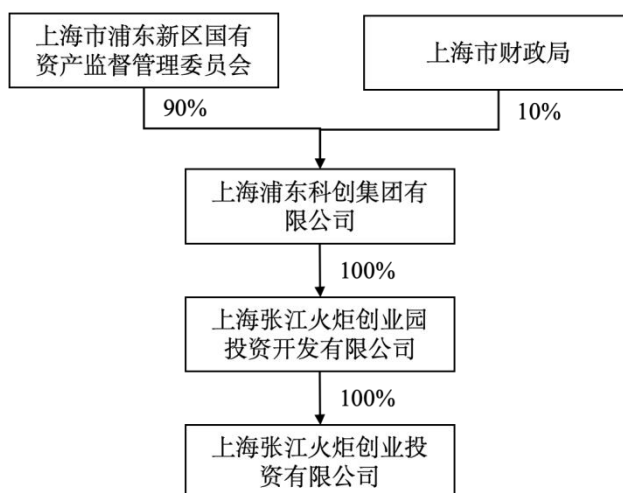 上海市浦东新区国有
资产监督管理委员会
上海市财政局
90%
10%
上海浦东科创集团有
限公司
100%
上海张江火炬创业园
投资开发有限公司
100%
上海张江火炬创业投
资有限公司